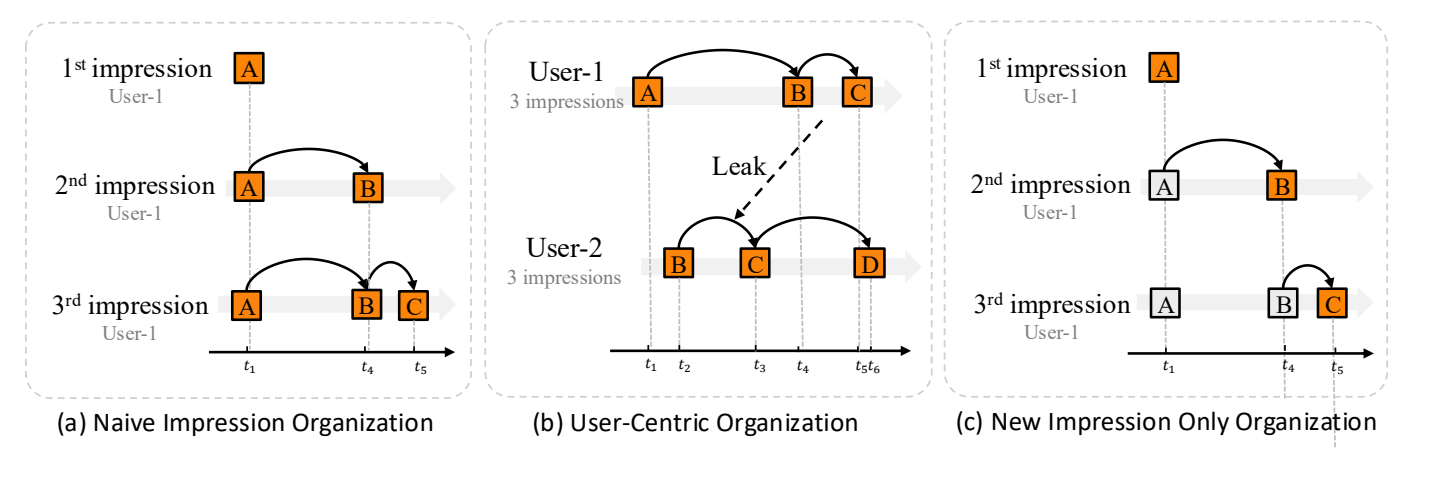 1st impression
User-1
A
2nd impression
User-1
A B
3rd impression
User-1
A B C
t1 t4 t5
(a) Naive Impression Organization
User-1
3 impressions
A B C
Leak
User-2
3 impressions
B C D
t1 t2 t3 t4 t5 t6
(b) User-Centric Organization
1st impression
User-1
A
2nd impression
User-1
A B
3rd impression
User-1
A B C
t1 t4 t5
(c) New Impression Only Organization